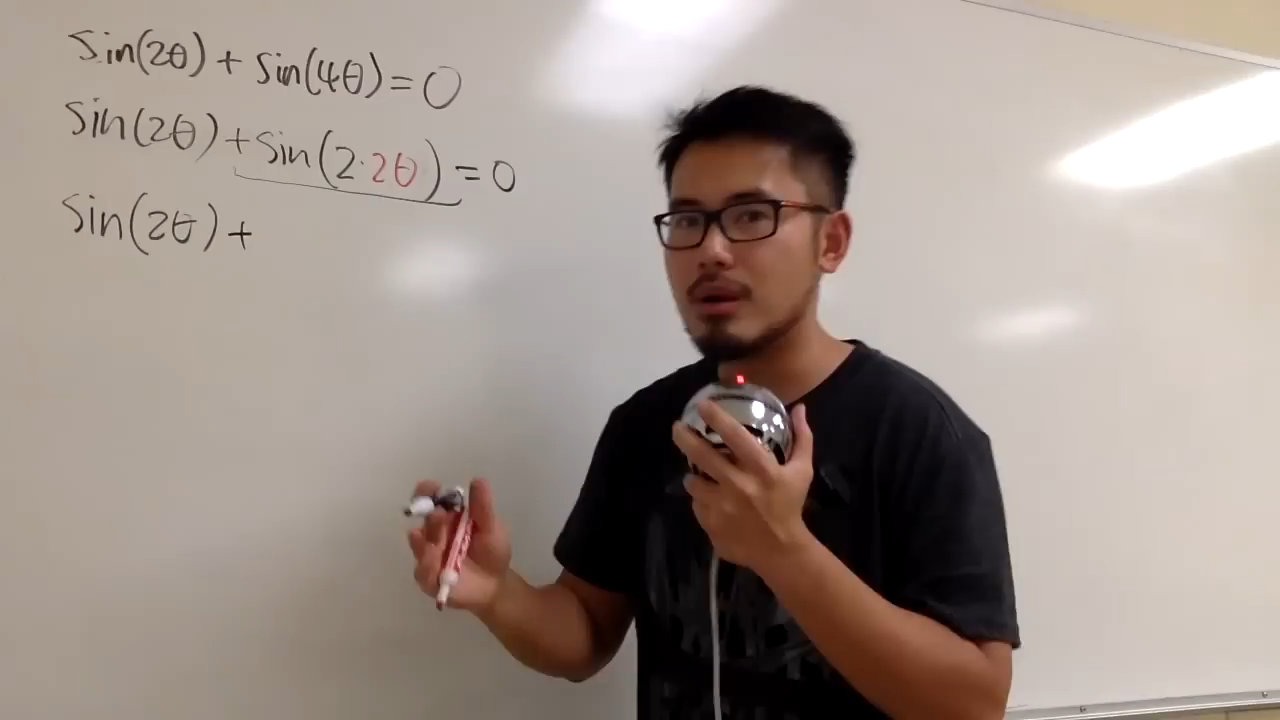 sin(2θ) + sin(4θ) = 0
sin(2θ) + sin(2·2θ) = 0
sin(2θ) +